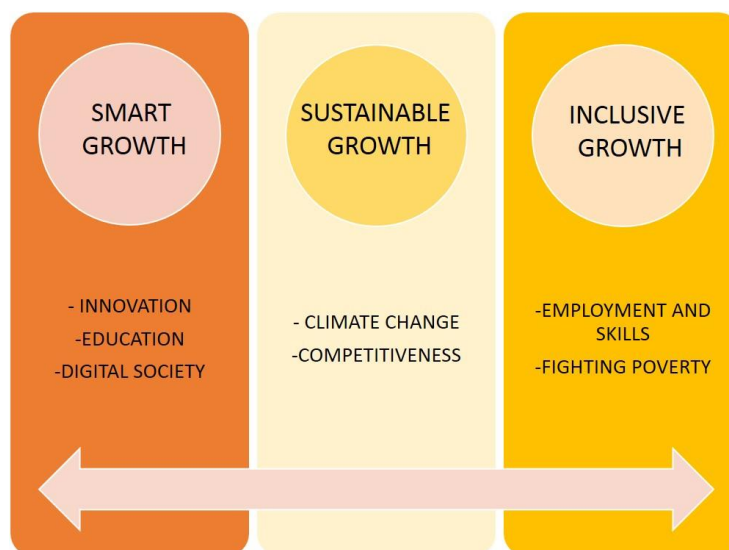 SMART
GROWTH
- INNOVATION
-EDUCATION
-DIGITAL SOCIETY
SUSTAINABLE
GROWTH
- CLIMATE CHANGE
-COMPETITIVENESS
INCLUSIVE
GROWTH
-EMPLOYMENT AND
SKILLS
-FIGHTING POVERTY